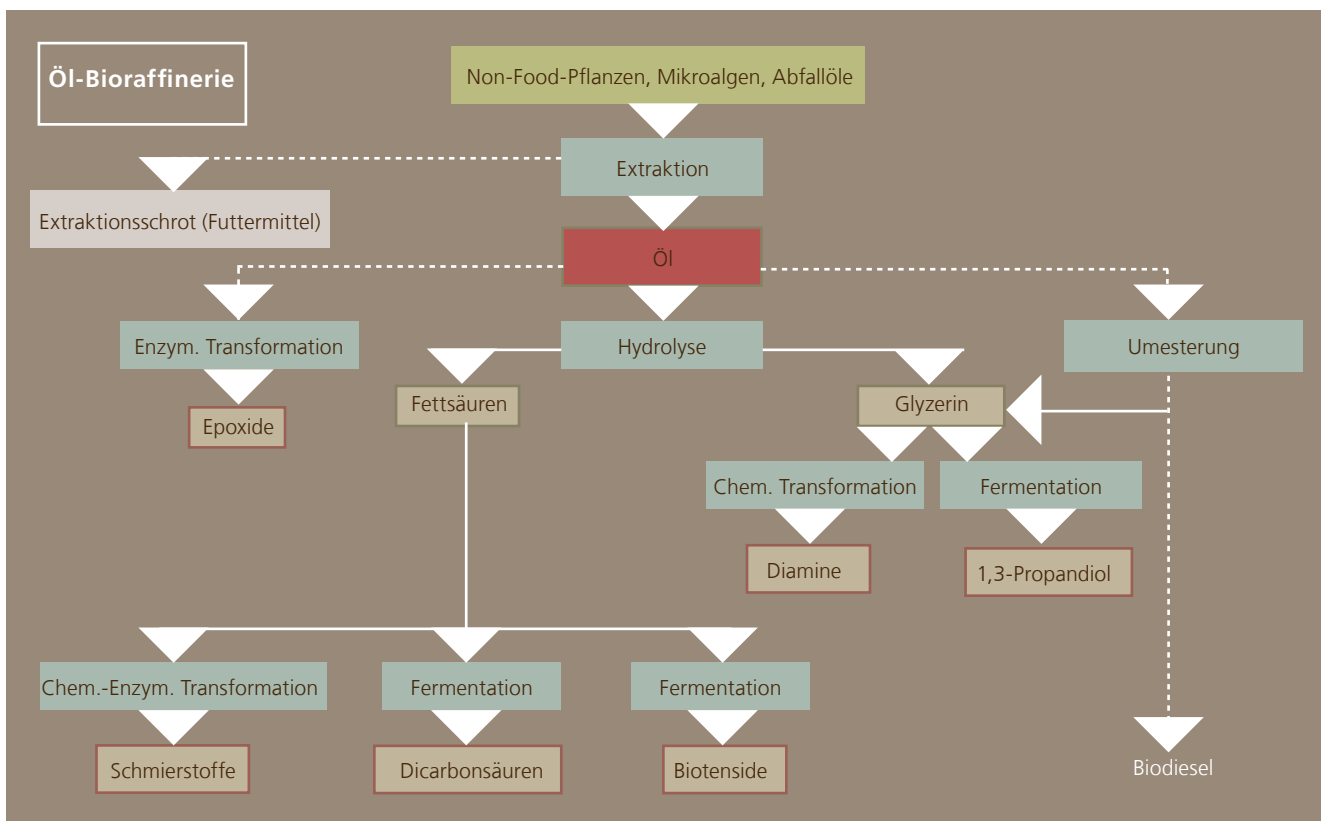 Öl-Bioraffinerie
Non-Food-Pflanzen, Mikroalgen, Abfallöle
Extraktion
Extraktionsschrot (Futtermittel)
Öl
Enzym. Transformation
Hydrolyse
Umesterung
Fettsäuren
Glyzerin
Epoxide
Chem. Transformation
Fermentation
Diamine
1,3-Propandiol
Chem.-Enzym. Transformation
Fermentation
Fermentation
Schmierstoffe
Dicarbonsäuren
Biotenside
Biodiesel